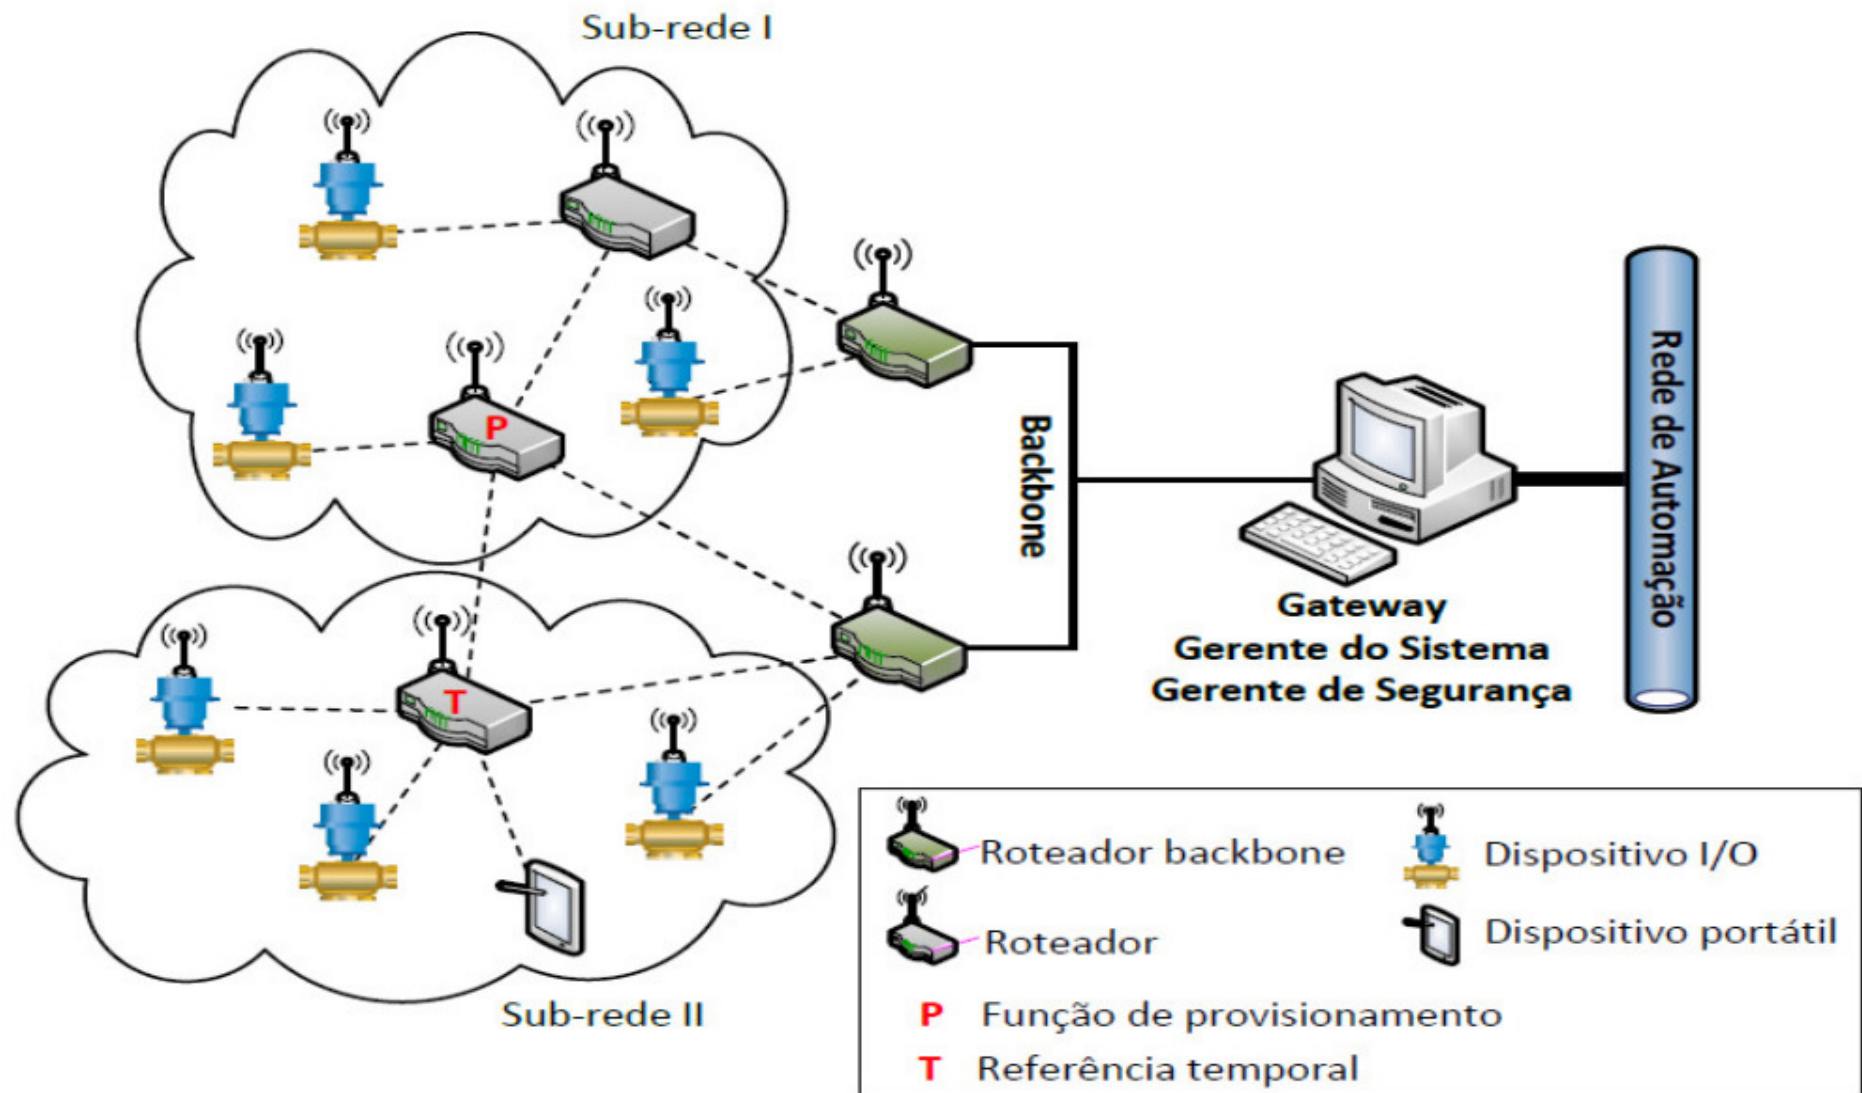 Sub-rede I
P
Backbone
Rede de Automação
Gateway
Gerente do Sistema
Gerente de Segurança
T
Sub-rede II
Roteador backbone
Dispositivo I/O
Roteador
Dispositivo portátil
P Função de provisionamento
T Referência temporal